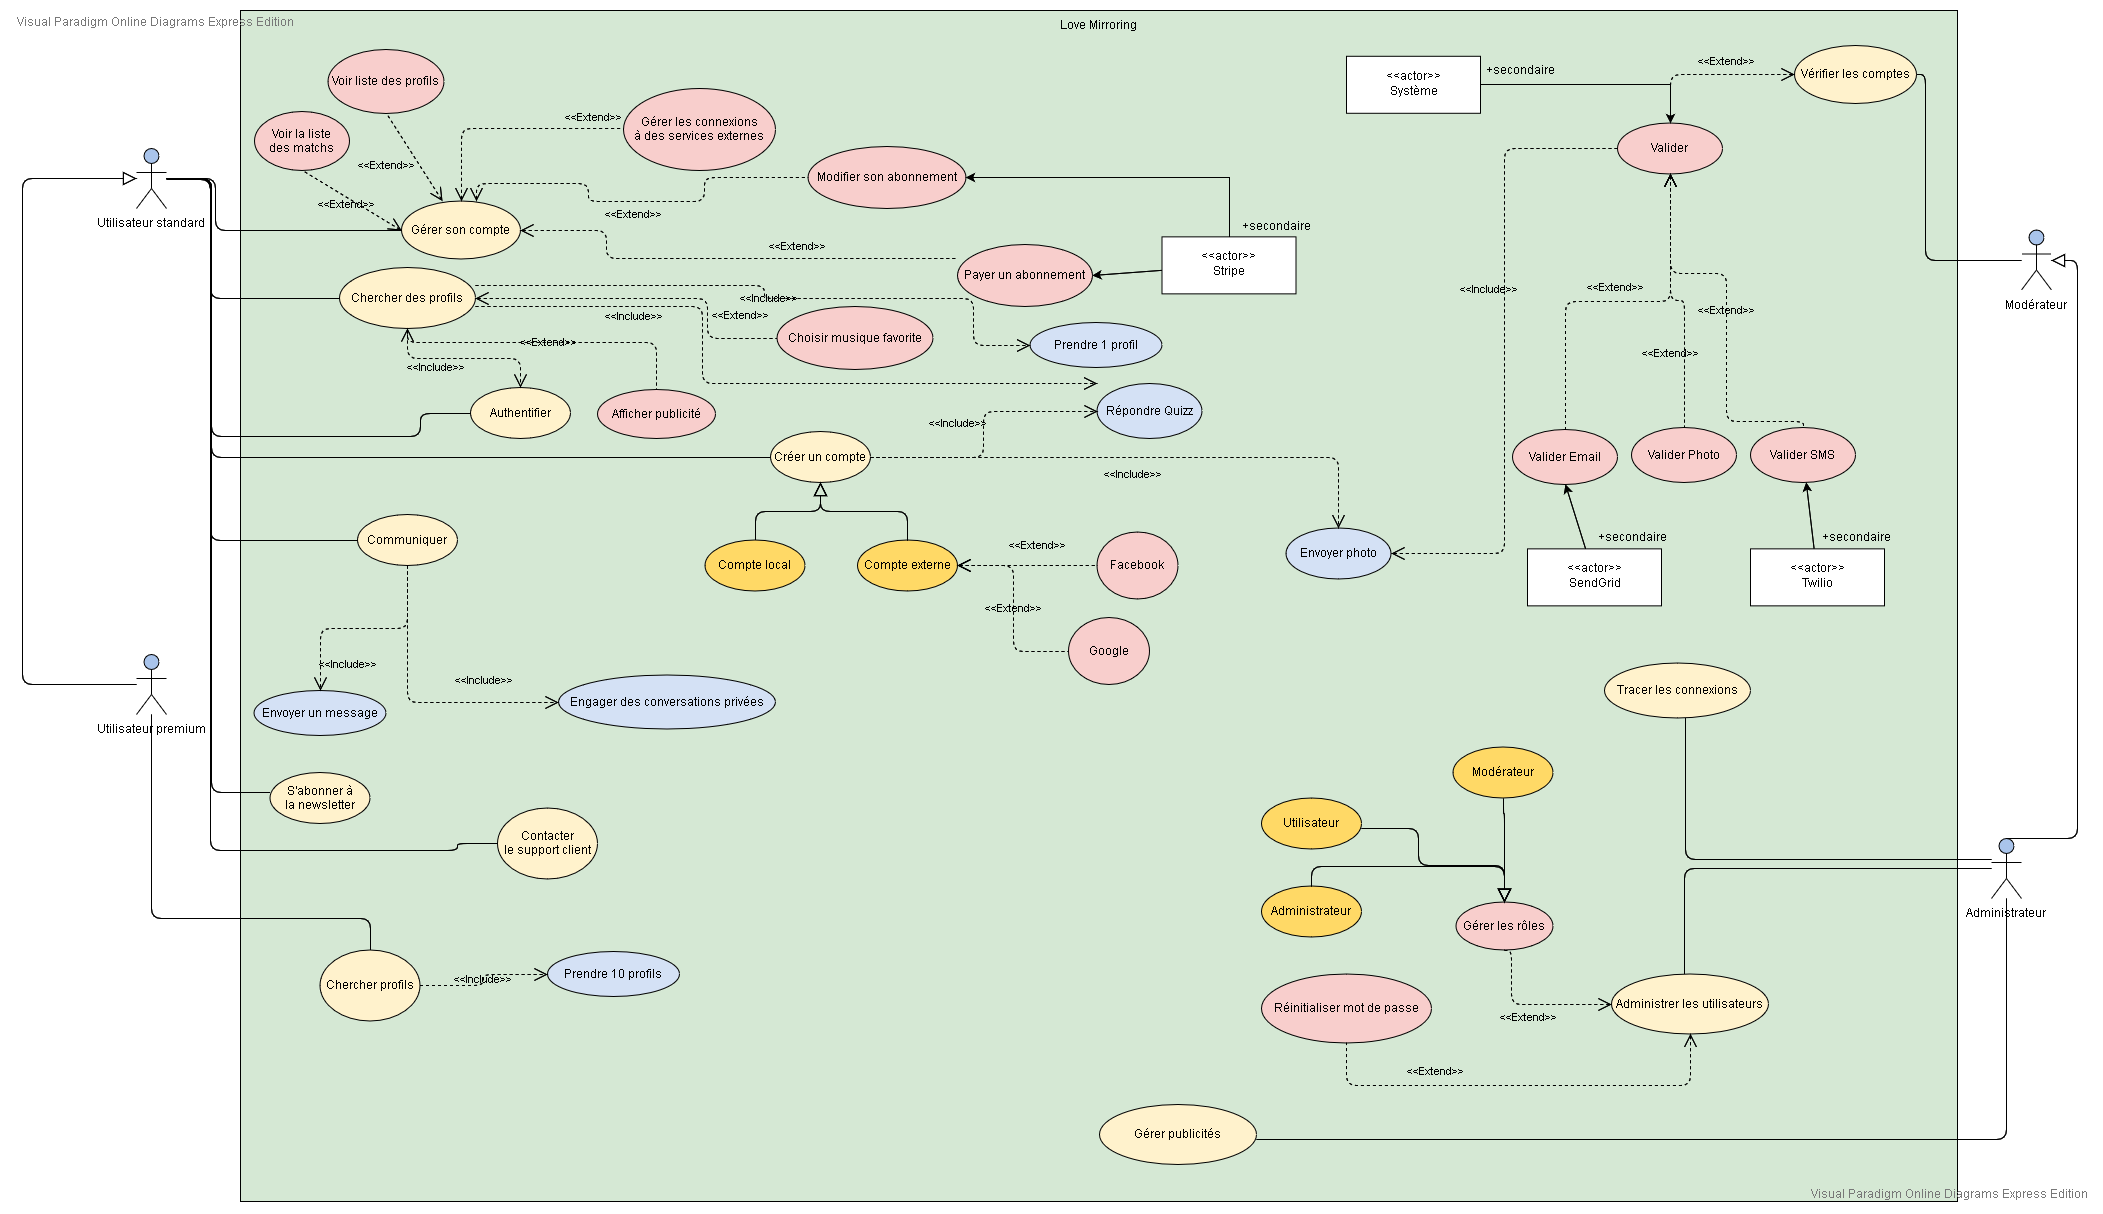 Visual Paradigm Online Diagrams Express Edition
Love Mirroring
Voir liste des profils
Voir la liste
des matchs
<<Extend>>
<<Extend>>
Gérer les connexions
à des services externes
<<Extend>>
Modifier son abonnement
<<Extend>>
Utilisateur standard
Gérer son compte
<<Extend>>
Payer un abonnement
+secondaire
<<actor>>
Stripe
<<actor>>
Système
+secondaire
<<Extend>>
Vérifier les comptes
Valider
Modérateur
Chercher des profils
<<Include>>
<<Include>>
<<Extend>>
Choisir musique favorite
Prendre 1 profil
<<Extend>>
<<Include>>
Authentifier
Afficher publicité
Répondre Quizz
<<Include>>
Créer un compte
<<Include>>
<<Include>>
<<Extend>>
<<Extend>>
<<Extend>>
Valider Email
Valider Photo
Valider SMS
+secondaire
<<actor>>
SendGrid
+secondaire
<<actor>>
Twilio
Communiquer
Compte local
Compte externe
<<Extend>>
Facebook
<<Extend>>
Google
Envoyer photo
<<Include>>
<<Include>>
Envoyer un message
Engager des conversations privées
Utilisateur premium
Tracer les connexions
S'abonner à
la newsletter
Contacter
le support client
Modérateur
Utilisateur
Administrateur
Gérer les rôles
Administrateur
Chercher profils
<<Include>>
Prendre 10 profils
Réinitialiser mot de passe
<<Extend>>
Administrer les utilisateurs
<<Extend>>
Gérer publicités
Visual Paradigm Online Diagrams Express Edition